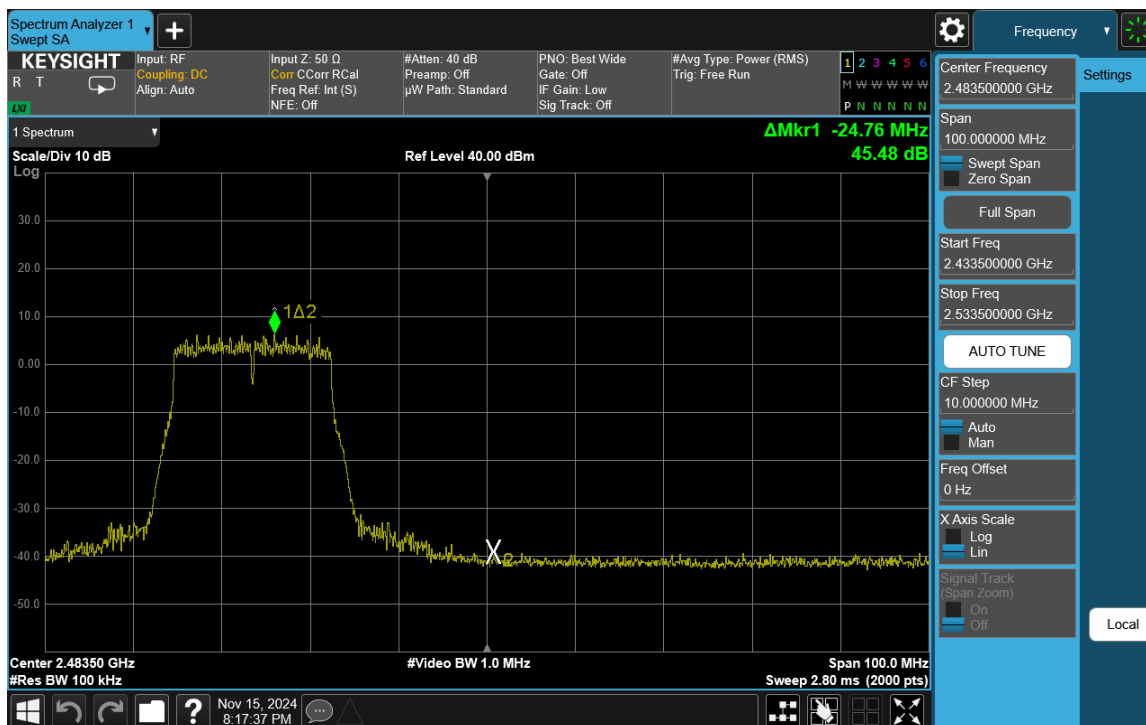 Spectrum Analyzer 1
Swept SA
Frequency
KEYSIGHT
R T
LXI
Input: RF
Coupling: DC
Align: Auto
Input Z: 50 Ω
Corr CCorr RCal
Freq Ref: Int (S)
NFE: Off
#Atten: 40 dB
Preamp: Off
µW Path: Standard
PNO: Best Wide
Gate: Off
IF Gain: Low
Sig Track: Off
#Avg Type: Power (RMS)
Trig: Free Run
1 2 3 4 5 6
M W W W W W
P N N N N N
1 Spectrum
Scale/Div 10 dB
Log
Ref Level 40.00 dBm
ΔMkr1 -24.76 MHz
45.48 dB
30.0
20.0
10.0
0.00
-10.0
-20.0
-30.0
-40.0
-50.0
1Δ2
X2
Center 2.48350 GHz
#Res BW 100 kHz
#Video BW 1.0 MHz
Span 100.0 MHz
Sweep 2.80 ms (2000 pts)
Center Frequency
2.483500000 GHz
Settings
Span
100.000000 MHz
Swept Span
Zero Span
Full Span
Start Freq
2.433500000 GHz
Stop Freq
2.533500000 GHz
AUTO TUNE
CF Step
10.000000 MHz
Auto
Man
Freq Offset
0 Hz
X Axis Scale
Log
Lin
Signal Track
(Span Zoom)
On
Off
Local
?
Nov 15, 2024
8:17:37 PM